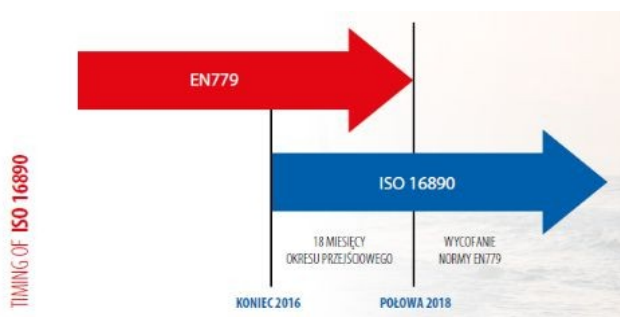 EN779
TIMING OF ISO 16890
ISO 16890
18 MIESIĘCY
OKRESU PRZEJŚCIOWEGO
WYCOFANIE
NORMY EN779
KONIEC 2016
POŁOWA 2018